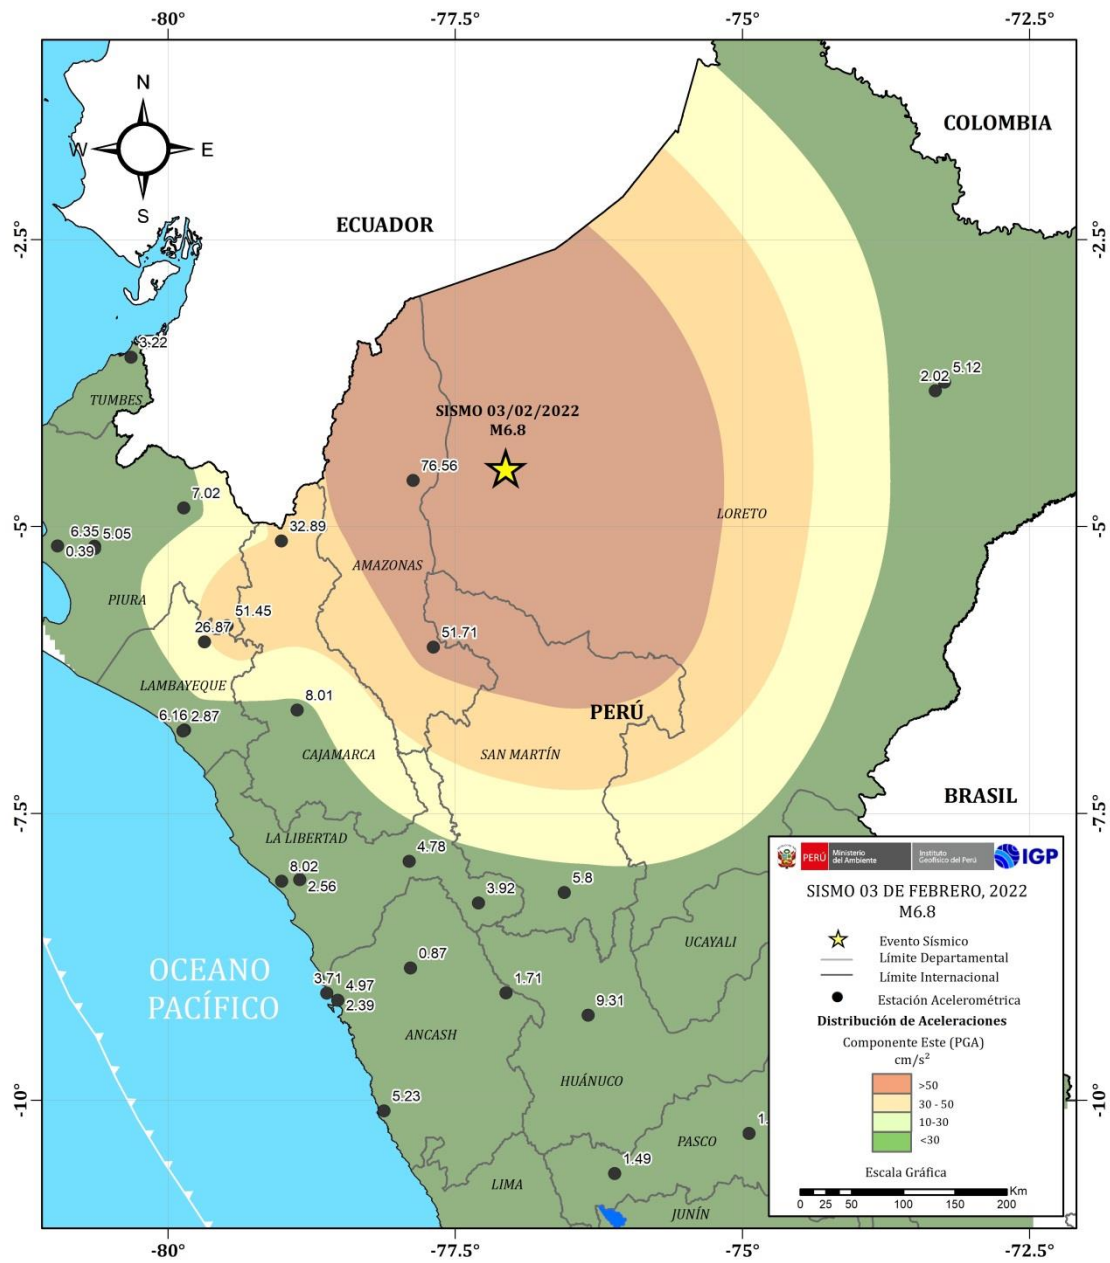 -80°
-77.5°
-75°
-72.5°
N
W
E
S
COLOMBIA
ECUADOR
-2.5°
-2.5°
3.22
TUMBES
2.02
5.12
SISMO 03/02/2022
M6.8
76.56
7.02
32.89
LORETO
-5°
-5°
6.35
5.05
0.39
AMAZONAS
PIURA
51.45
26.87
51.71
LAMBAYEQUE
8.01
6.16
2.87
PERÚ
CAJAMARCA
SAN MARTÍN
BRASIL
-7.5°
-7.5°
LA LIBERTAD
4.78
8.02
2.56
3.92
5.8
UCAYALI
OCEANO
PACÍFICO
0.87
3.71
4.97
2.39
1.71
9.31
ANCASH
HUÁNUCO
5.23
-10°
-10°
PASCO
1.
1.49
LIMA
JUNÍN
PERÚ
Ministerio
del Ambiente
Instituto
Geofísico del Perú
IGP
SISMO 03 DE FEBRERO, 2022
M6.8
Evento Sísmico
Límite Departamental
Límite Internacional
Estación Acelerométrica
Distribución de Aceleraciones
Componente Este (PGA)
cm/s²
>50
30 - 50
10-30
<30
Escala Gráfica
Km
0 25 50 100 150 200
-80°
-77.5°
-75°
-72.5°